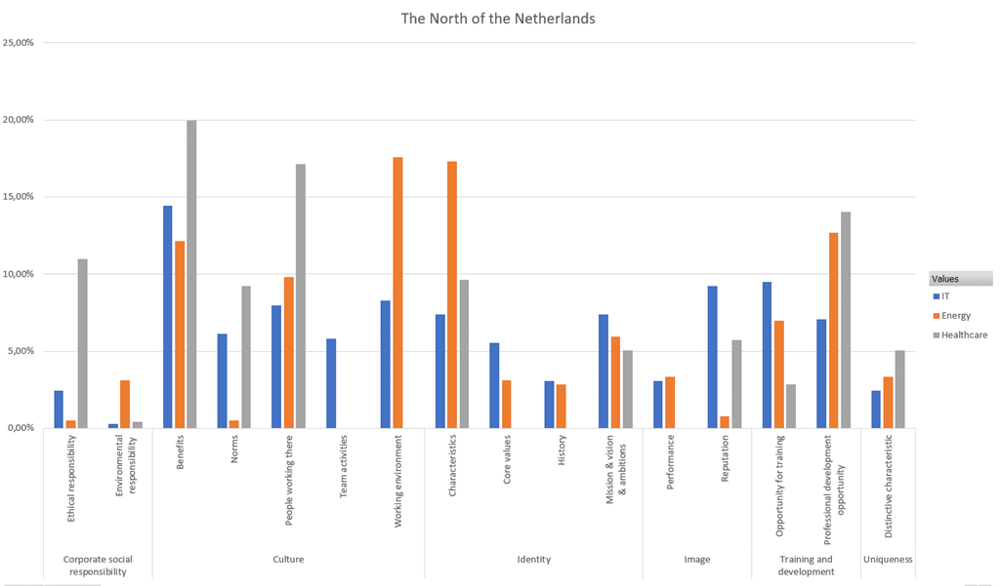 The North of the Netherlands
25,00%
20,00%
15,00%
10,00%
5,00%
0,00%
Values
IT
Energy
Healthcare
Ethical responsibility
Environmental
responsibility
Benefits
Norms
People working there
Team activities
Working environment
Characteristics
Core values
History
Mission & vision
& ambitions
Performance
Reputation
Opportunity for training
Professional development
opportunity
Distinctive characteristic
Corporate social
responsibility
Culture
Identity
Image
Training and
development
Uniqueness